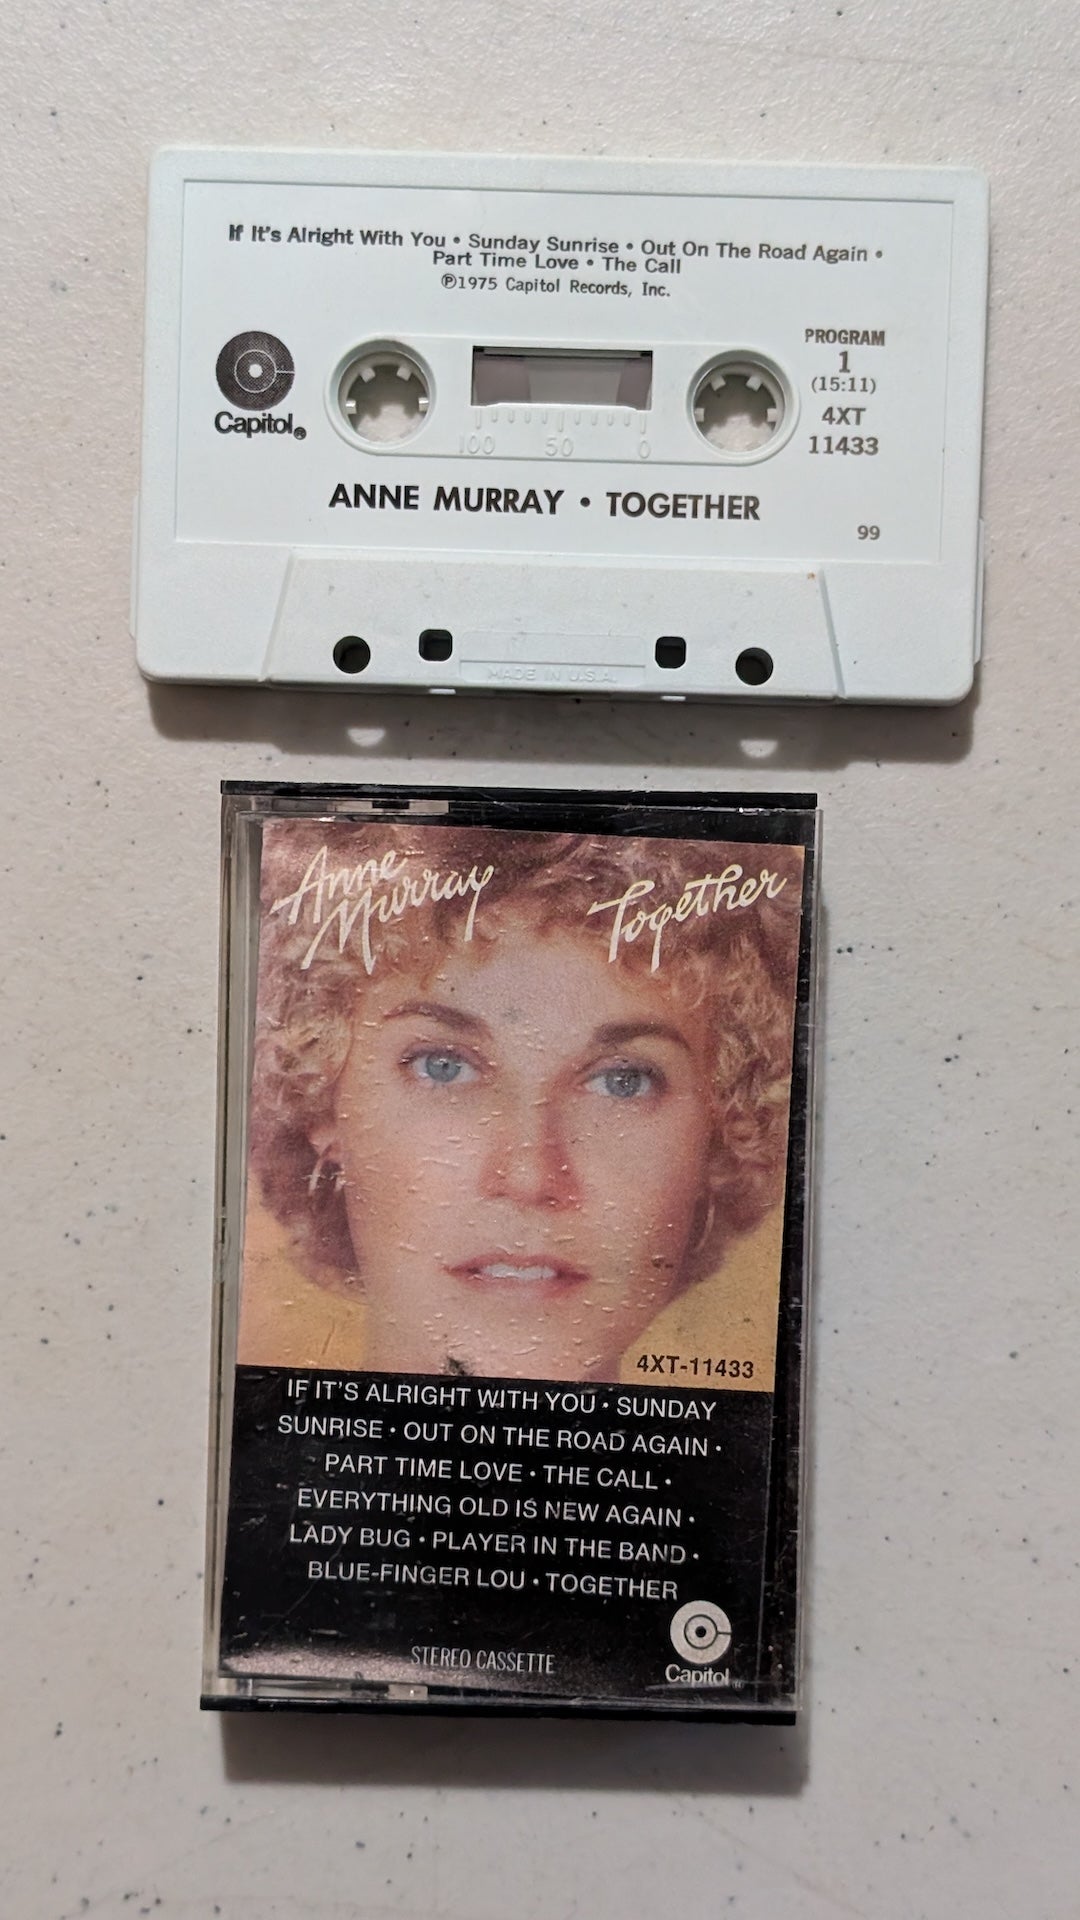 If It's Alright With You • Sunday Sunrise • Out On The Road Again •
Part Time Love • The Call
℗1975 Capitol Records, Inc.
PROGRAM
1
(15:11)
4XT
11433
Capitol®
100 50 0
ANNE MURRAY • TOGETHER
99
MADE IN U.S.A.
Anne
Murray
Together
4XT-11433
IF IT'S ALRIGHT WITH YOU • SUNDAY
SUNRISE • OUT ON THE ROAD AGAIN •
PART TIME LOVE • THE CALL •
EVERYTHING OLD IS NEW AGAIN •
LADY BUG • PLAYER IN THE BAND •
BLUE-FINGER LOU • TOGETHER
STEREO CASSETTE
Capitol®